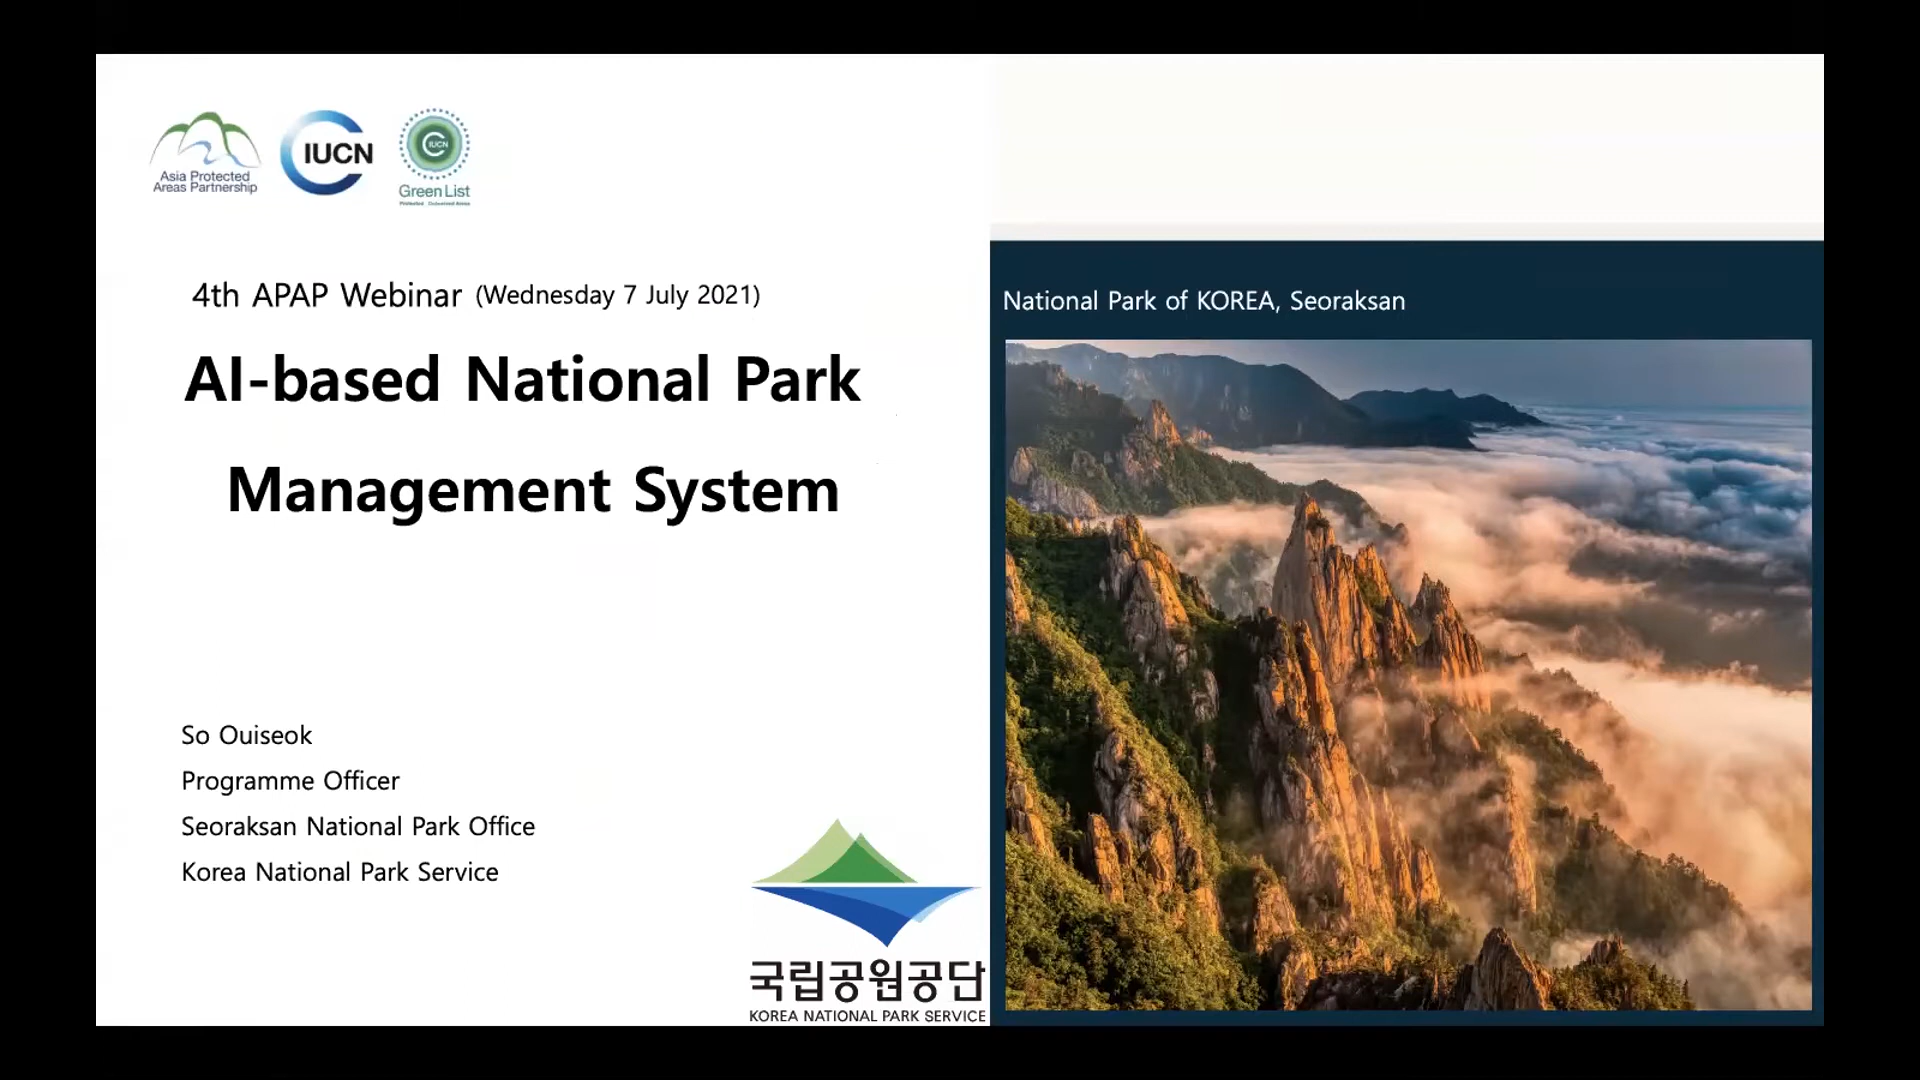 Asia Protected
Areas Partnership
IUCN
IUCN
Green List
4th APAP Webinar (Wednesday 7 July 2021)
AI-based National Park
Management System
So Ouiseok
Programme Officer
Seoraksan National Park Office
Korea National Park Service
국립공원공단
KOREA NATIONAL PARK SERVICE
National Park of KOREA, Seoraksan